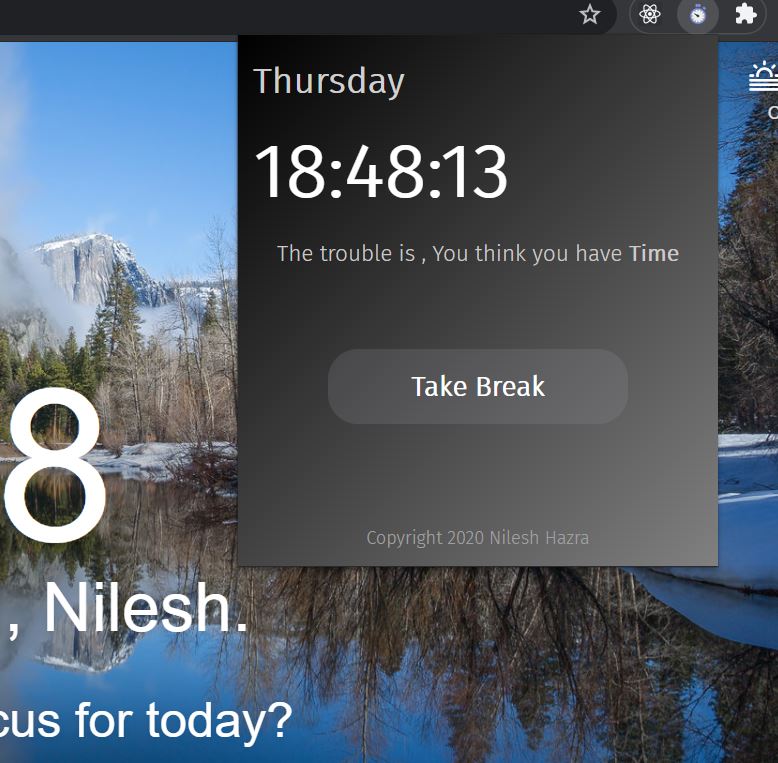 Thursday
18:48:13
The trouble is , You think you have Time
Take Break
Copyright 2020 Nilesh Hazra
8
, Nilesh.
for today?